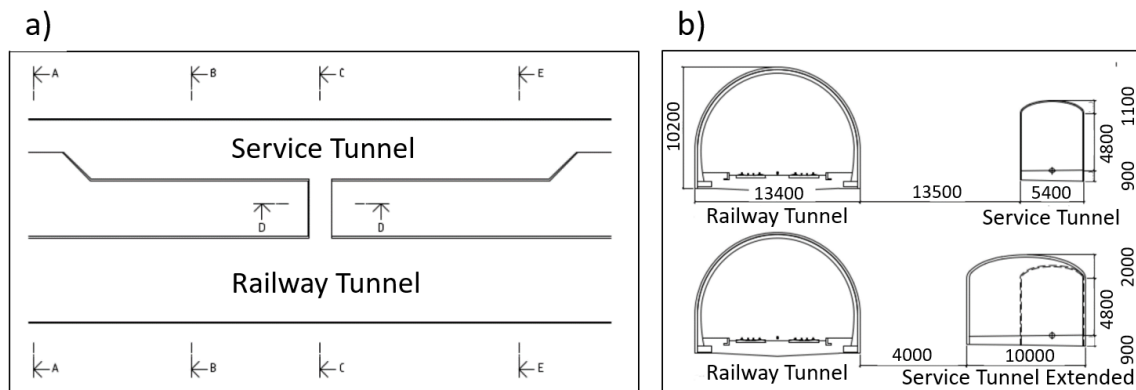 a)
A B C E
Service Tunnel
D D
Railway Tunnel
A B C E
b)
10200
1100
4800
900
13400 13500 5400
Railway Tunnel Service Tunnel
2000
4800
900
4000 10000
Railway Tunnel Service Tunnel Extended